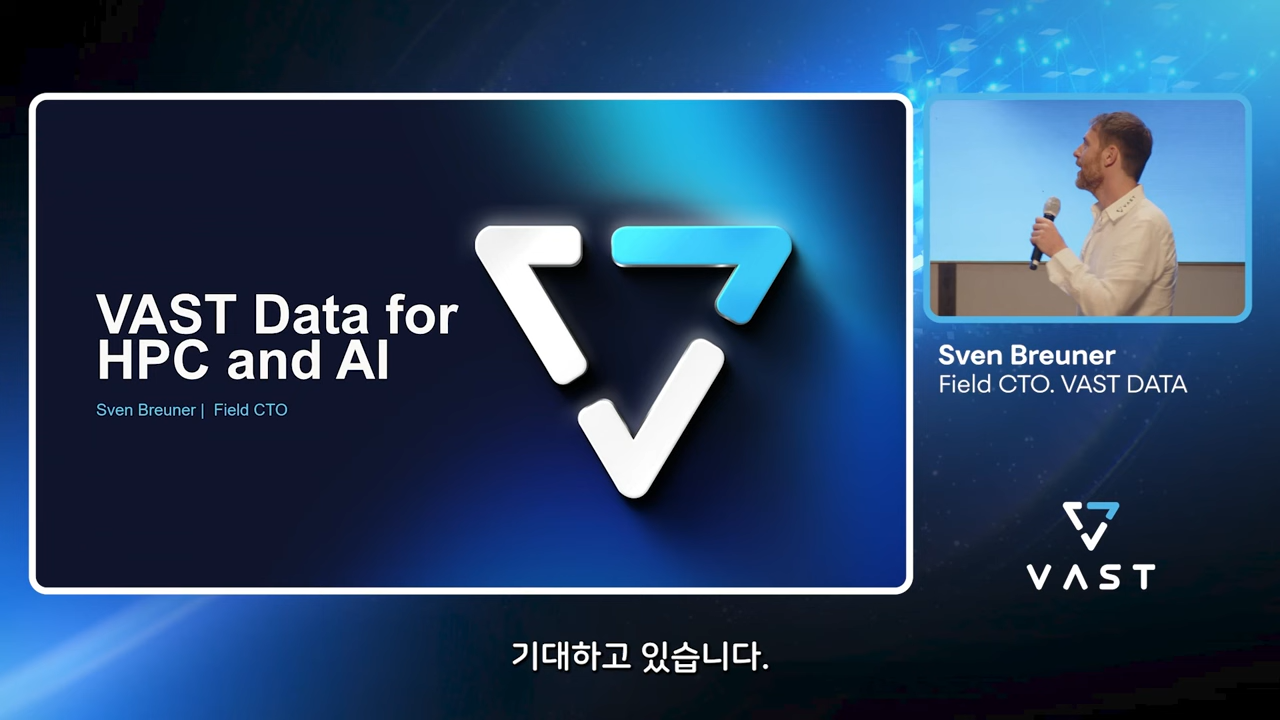 VAST Data for
HPC and AI
Sven Breuner | Field CTO
Sven Breuner
Field CTO. VAST DATA
VAST
기대하고 있습니다.